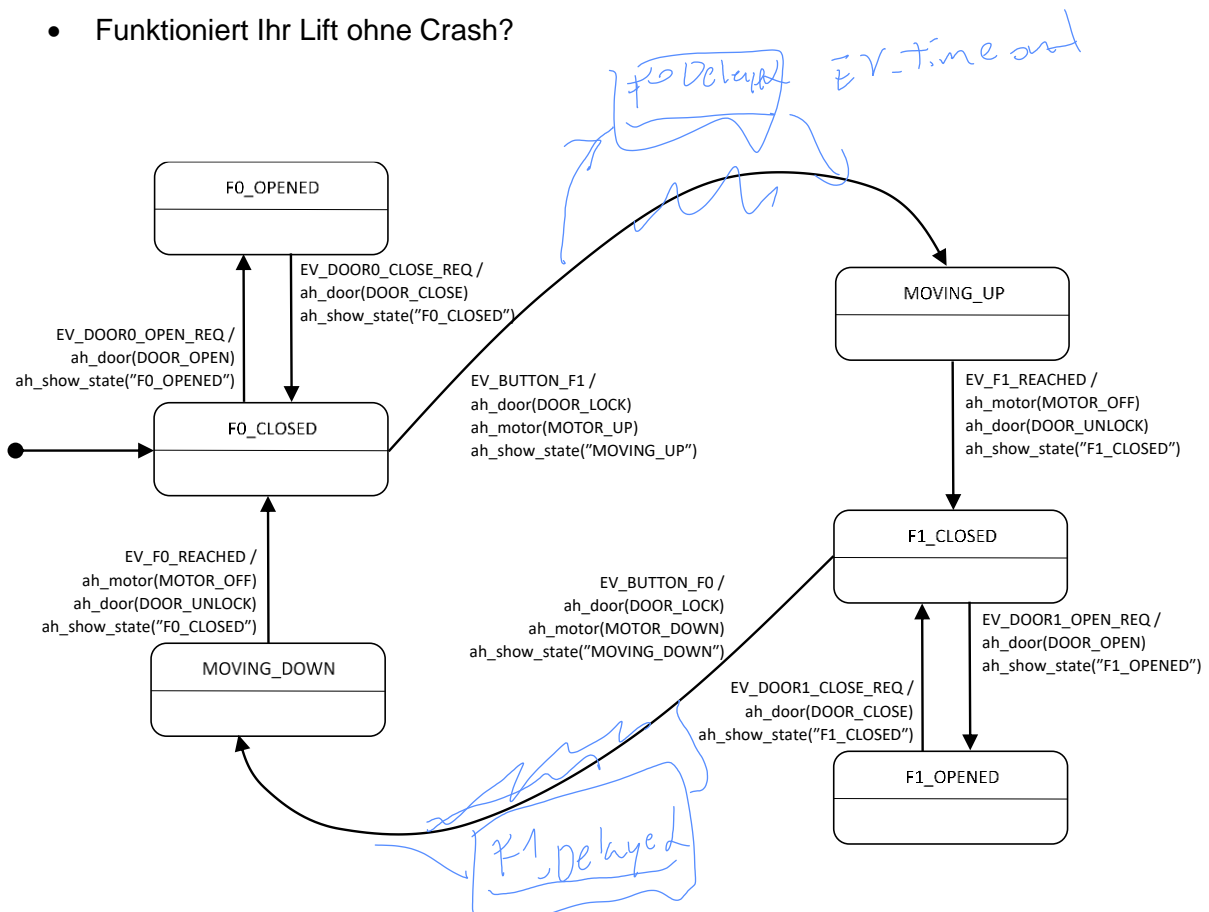 • Funktioniert Ihr Lift ohne Crash?
F0 Delayed EV_timeout
F0_OPENED
EV_DOOR0_CLOSE_REQ /
ah_door(DOOR_CLOSE)
ah_show_state("F0_CLOSED")
MOVING_UP
EV_DOOR0_OPEN_REQ /
ah_door(DOOR_OPEN)
ah_show_state("F0_OPENED")
EV_BUTTON_F1 /
ah_door(DOOR_LOCK)
ah_motor(MOTOR_UP)
ah_show_state("MOVING_UP")
EV_F1_REACHED /
ah_motor(MOTOR_OFF)
ah_door(DOOR_UNLOCK)
ah_show_state("F1_CLOSED")
F0_CLOSED
F1_CLOSED
EV_F0_REACHED /
ah_motor(MOTOR_OFF)
ah_door(DOOR_UNLOCK)
ah_show_state("F0_CLOSED")
EV_BUTTON_F0 /
ah_door(DOOR_LOCK)
ah_motor(MOTOR_DOWN)
ah_show_state("MOVING_DOWN")
EV_DOOR1_OPEN_REQ /
ah_door(DOOR_OPEN)
ah_show_state("F1_OPENED")
MOVING_DOWN
EV_DOOR1_CLOSE_REQ /
ah_door(DOOR_CLOSE)
ah_show_state("F1_CLOSED")
F1_OPENED
F1_Delayed